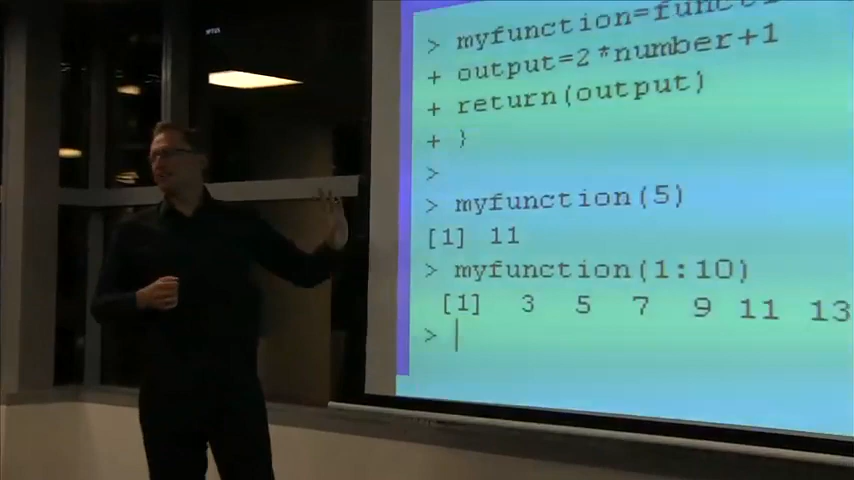 > myfunction=func
+ output=2*number+1
+ return(output)
+ }
>
> myfunction(5)
[1] 11
> myfunction(1:10)
[1] 3 5 7 9 11 13
>